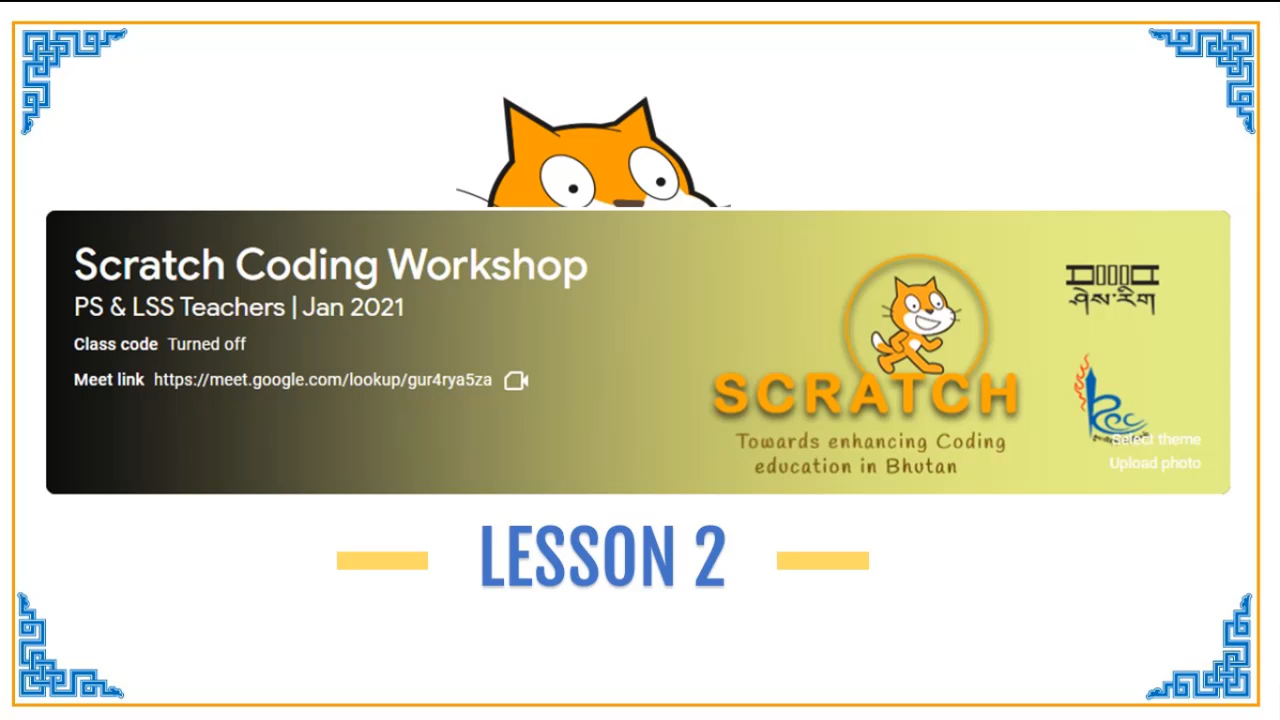 Scratch Coding Workshop
PS & LSS Teachers | Jan 2021
Class code Turned off
Meet link https://meet.google.com/lookup/gur4rya5za
SCRATCH
Towards enhancing Coding
education in Bhutan
ཤེས་རིག
Rec
Select theme
Upload photo
LESSON 2